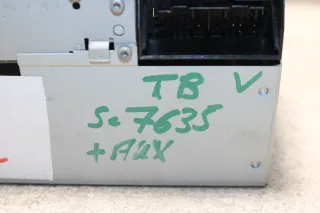 TB V
Sc 7635
+ AUX